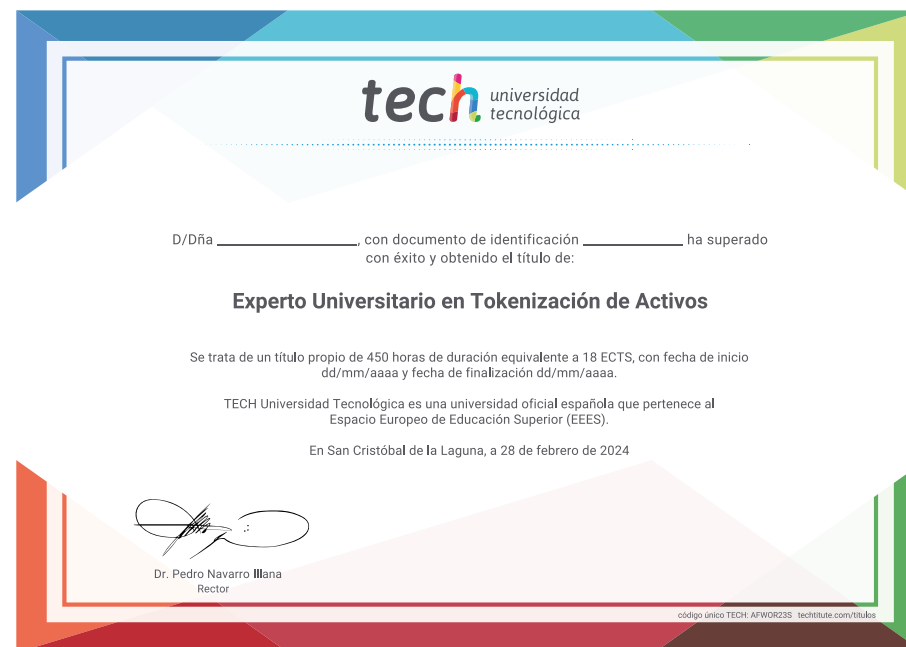 tech universidad
tecnológica
D/Dña ____________________, con documento de identificación ______________ ha superado
con éxito y obtenido el título de:
Experto Universitario en Tokenización de Activos
Se trata de un título propio de 450 horas de duración equivalente a 18 ECTS, con fecha de inicio
dd/mm/aaaa y fecha de finalización dd/mm/aaaa.
TECH Universidad Tecnológica es una universidad oficial española que pertenece al
Espacio Europeo de Educación Superior (EEES).
En San Cristóbal de la Laguna, a 28 de febrero de 2024
Dr. Pedro Navarro Illana
Rector
código único TECH: AFWOR23S techtitute.com/titulos